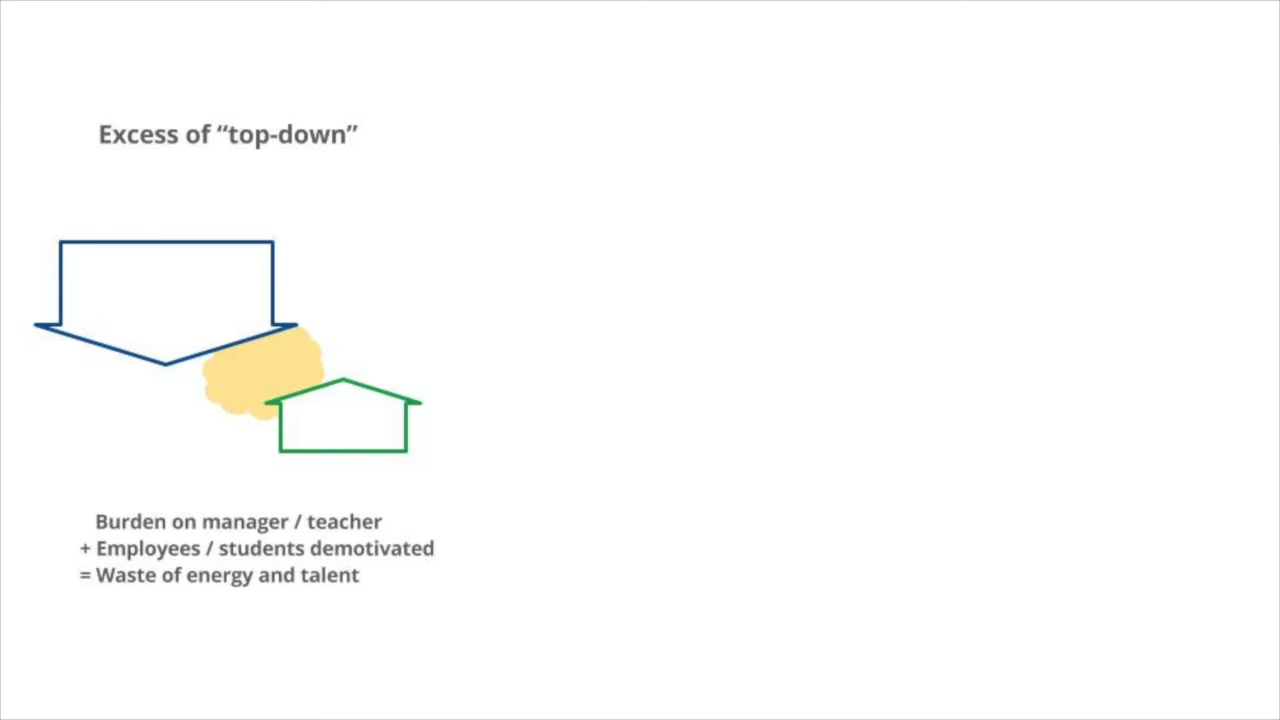 Excess of “top-down”
Burden on manager / teacher
+ Employees / students demotivated
= Waste of energy and talent